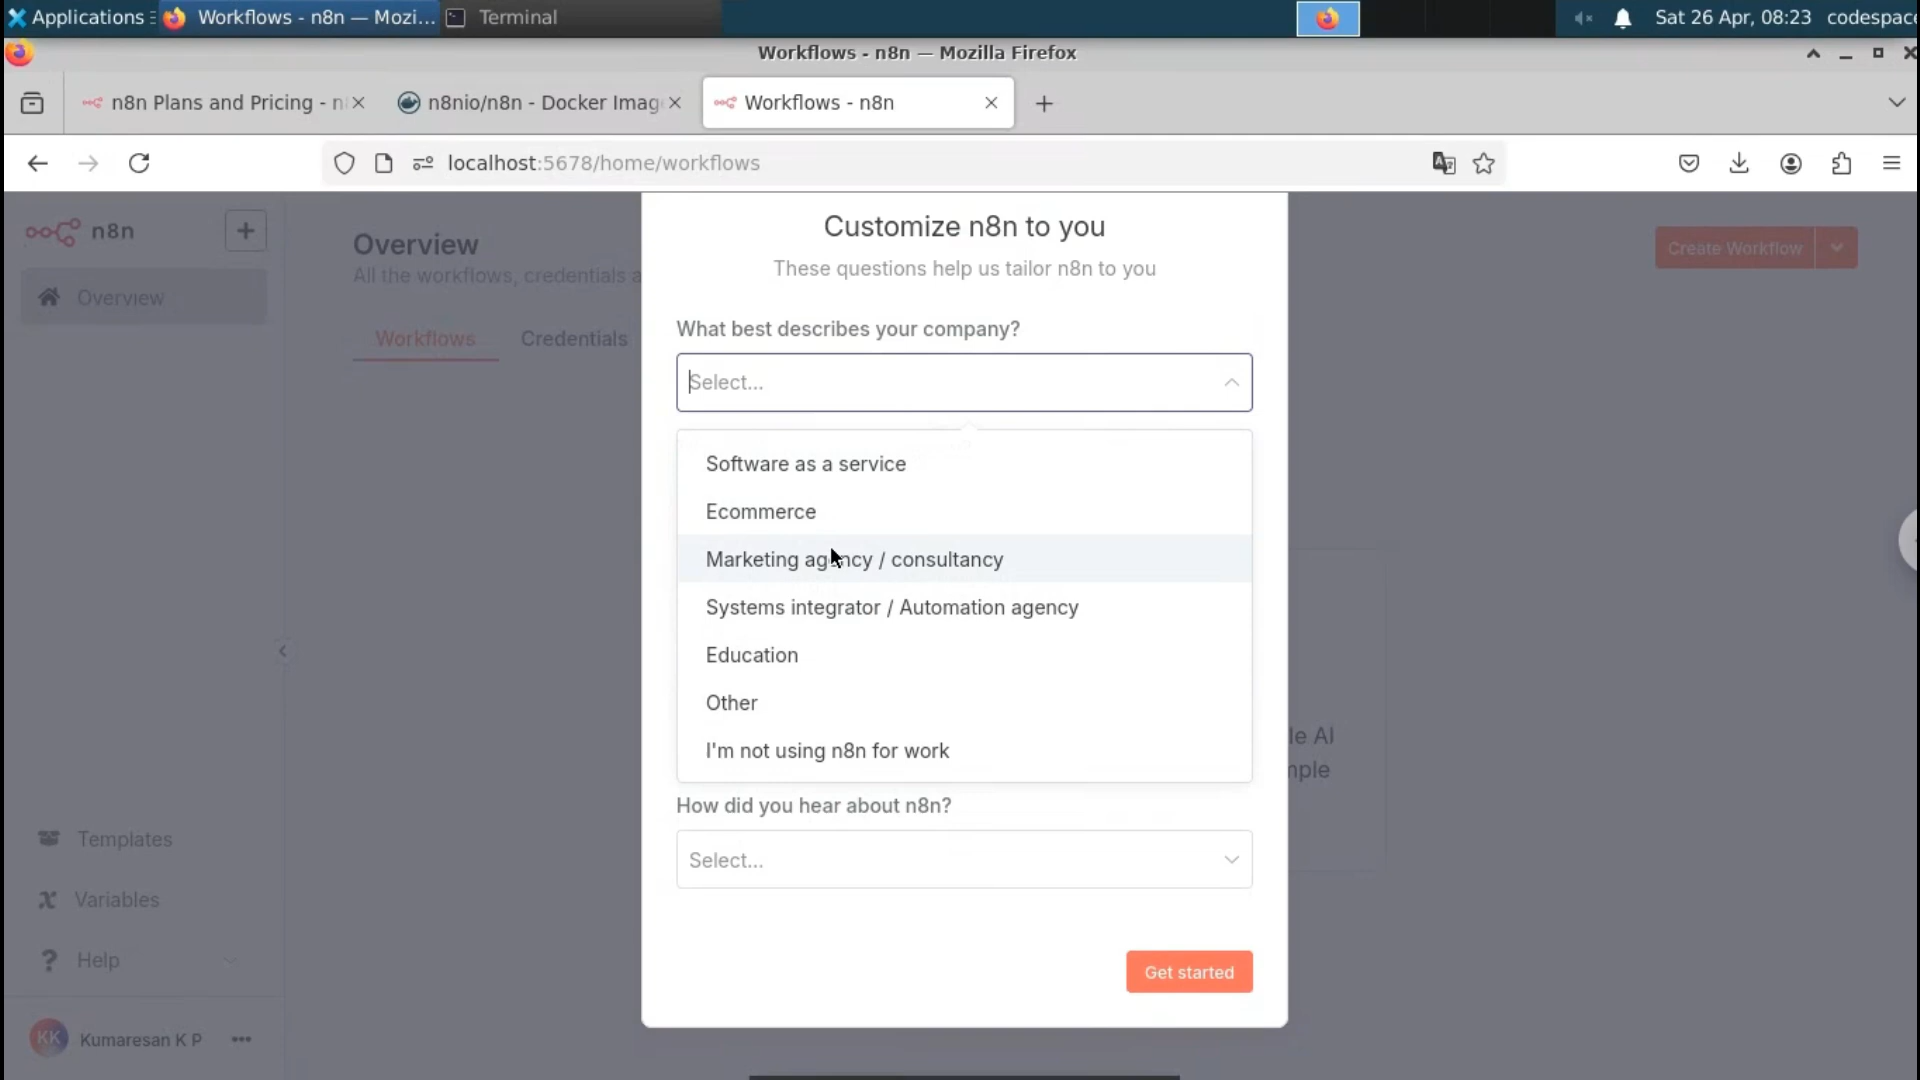 Applications
Workflows - n8n — Mozi...
Terminal
Sat 26 Apr, 08:23
codespace
Workflows - n8n — Mozilla Firefox
n8n Plans and Pricing - n
n8nio/n8n - Docker Imag
Workflows - n8n
localhost:5678/home/workflows
n8n
Overview
Templates
Variables
Help
KK
Kumaresan K P
Overview
All the workflows, credentials a
Workflows
Credentials
Create Workflow
Customize n8n to you
These questions help us tailor n8n to you
What best describes your company?
Select...
Software as a service
Ecommerce
Marketing agency / consultancy
Systems integrator / Automation agency
Education
Other
I'm not using n8n for work
How did you hear about n8n?
Select...
Get started
le AI
mple